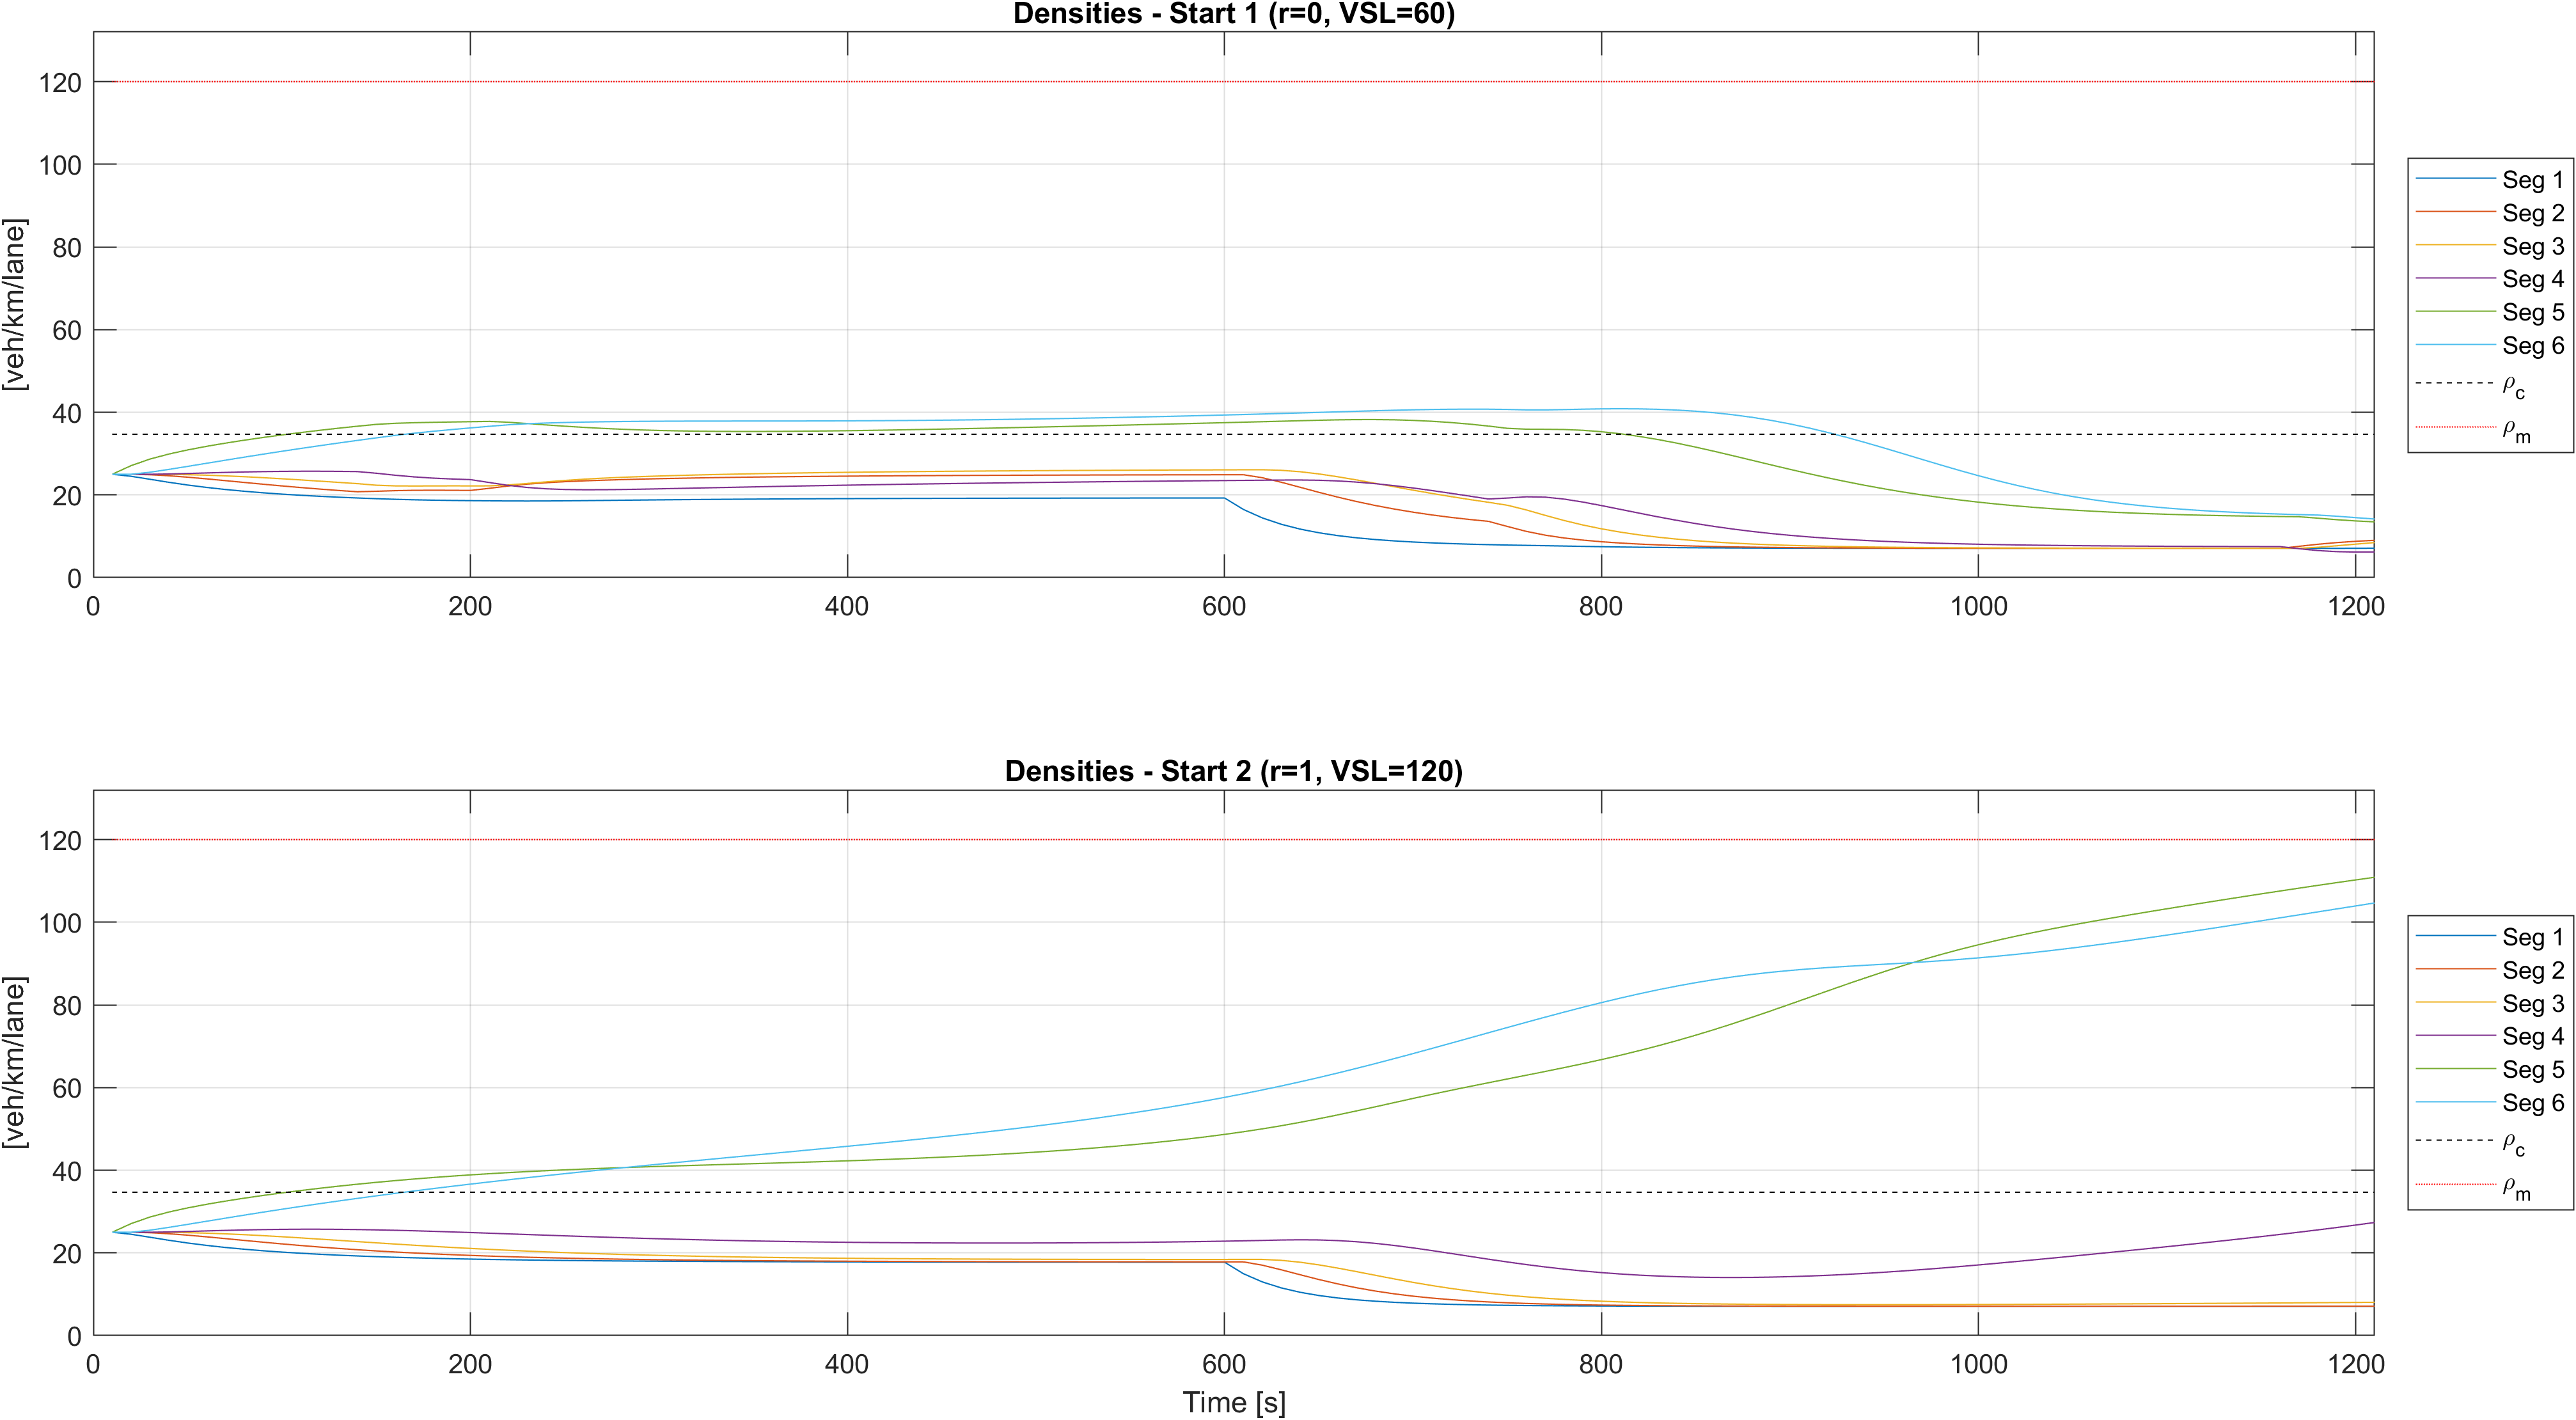 Densities - Start 1 (r=0, VSL=60)
[veh/km/lane]
120
100
80
60
40
20
0
0 200 400 600 800 1000 1200
Seg 1
Seg 2
Seg 3
Seg 4
Seg 5
Seg 6
ρc
ρm
Densities - Start 2 (r=1, VSL=120)
[veh/km/lane]
120
100
80
60
40
20
0
0 200 400 600 800 1000 1200
Time [s]
Seg 1
Seg 2
Seg 3
Seg 4
Seg 5
Seg 6
ρc
ρm